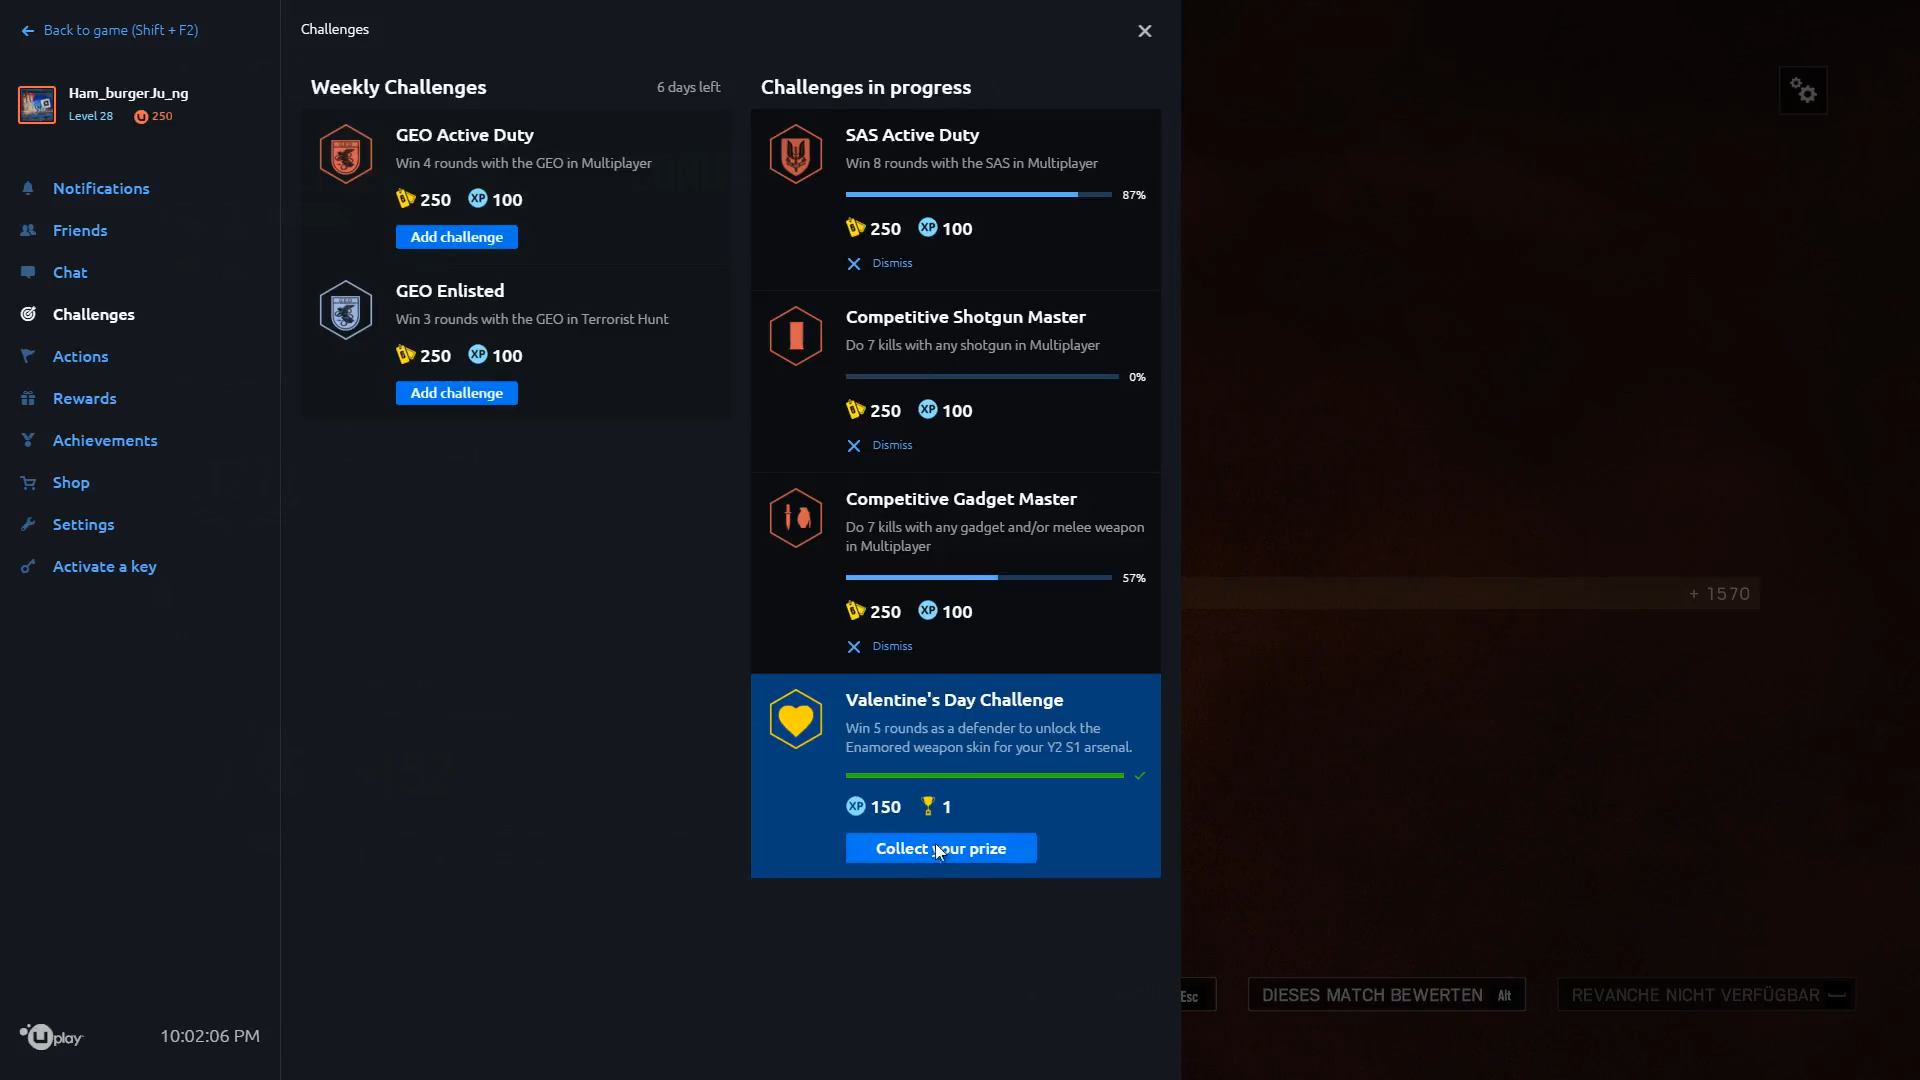 Back to game (Shift + F2)
Ham_burgerJu_ng
Level 28
250
Notifications
Friends
Chat
Challenges
Actions
Rewards
Achievements
Shop
Settings
Activate a key
uplay
10:02:06 PM
Challenges
Weekly Challenges
6 days left
GEO Active Duty
Win 4 rounds with the GEO in Multiplayer
250 XP 100
Add challenge
GEO Enlisted
Win 3 rounds with the GEO in Terrorist Hunt
250 XP 100
Add challenge
Challenges in progress
SAS Active Duty
Win 8 rounds with the SAS in Multiplayer
87%
250 XP 100
Dismiss
Competitive Shotgun Master
Do 7 kills with any shotgun in Multiplayer
0%
250 XP 100
Dismiss
Competitive Gadget Master
Do 7 kills with any gadget and/or melee weapon
in Multiplayer
57%
250 XP 100
Dismiss
Valentine's Day Challenge
Win 5 rounds as a defender to unlock the
Enamored weapon skin for your Y2 S1 arsenal.
XP 150 1
Collect your prize
+ 1570
Esc
DIESES MATCH BEWERTEN Alt
REVANCHE NICHT VERFÜGBAR